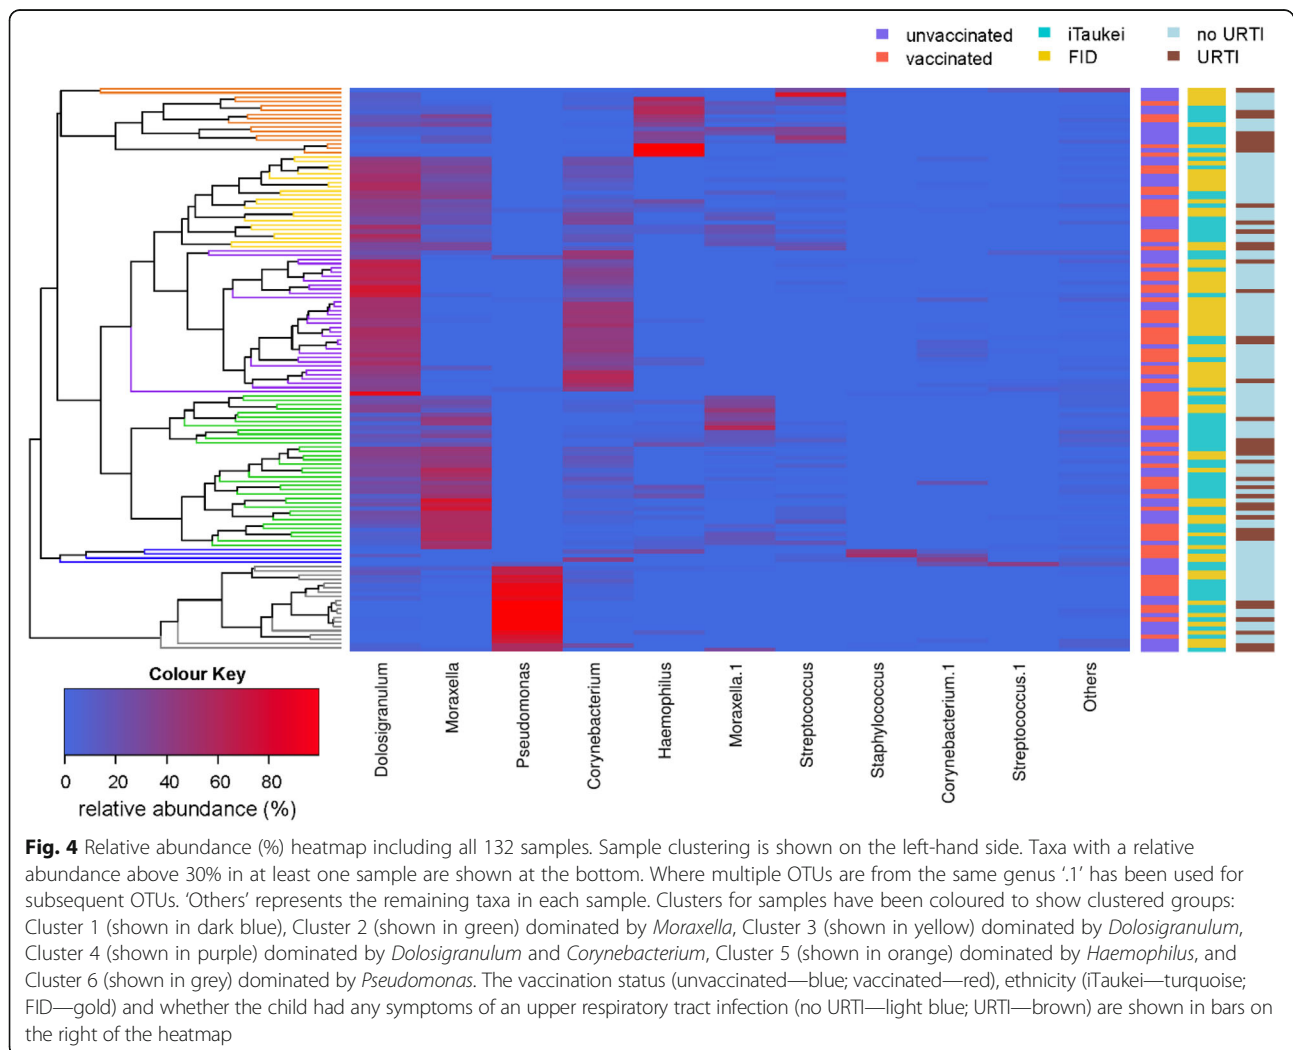 unvaccinated iTaukei no URTI
vaccinated FID URTI
Colour Key
0 20 40 60 80
relative abundance (%)
Dolosigranulum
Moraxella
Pseudomonas
Corynebacterium
Haemophilus
Moraxella.1
Streptococcus
Staphylococcus
Corynebacterium.1
Streptococcus.1
Others
Fig. 4 Relative abundance (%) heatmap including all 132 samples. Sample clustering is shown on the left-hand side. Taxa with a relative
abundance above 30% in at least one sample are shown at the bottom. Where multiple OTUs are from the same genus ‘.1’ has been used for
subsequent OTUs. ‘Others’ represents the remaining taxa in each sample. Clusters for samples have been coloured to show clustered groups:
Cluster 1 (shown in dark blue), Cluster 2 (shown in green) dominated by Moraxella, Cluster 3 (shown in yellow) dominated by Dolosigranulum,
Cluster 4 (shown in purple) dominated by Dolosigranulum and Corynebacterium, Cluster 5 (shown in orange) dominated by Haemophilus, and
Cluster 6 (shown in grey) dominated by Pseudomonas. The vaccination status (unvaccinated—blue; vaccinated—red), ethnicity (iTaukei—turquoise;
FID—gold) and whether the child had any symptoms of an upper respiratory tract infection (no URTI—light blue; URTI—brown) are shown in bars on
the right of the heatmap